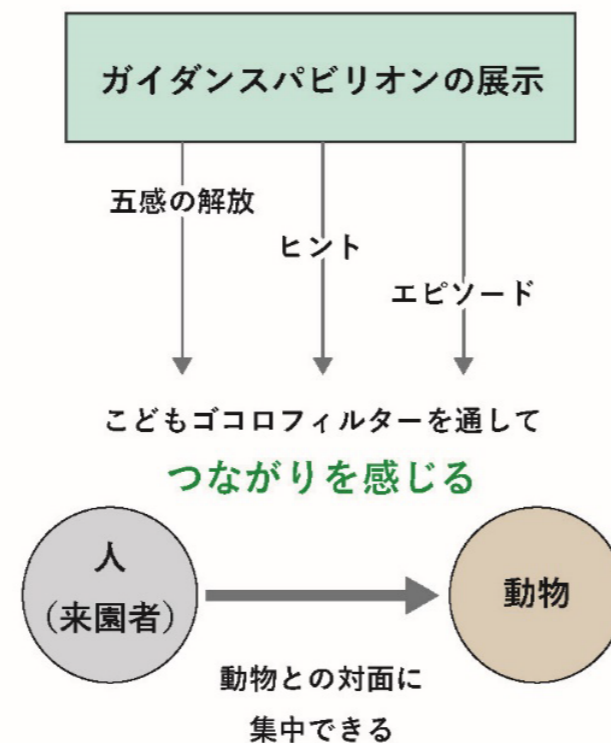 ガイダンスパビリオンの展示
五感の解放
ヒント
エピソード
こどもゴコロフィルターを通して
つながりを感じる
人
(来園者)
動物
動物との対面に
集中できる